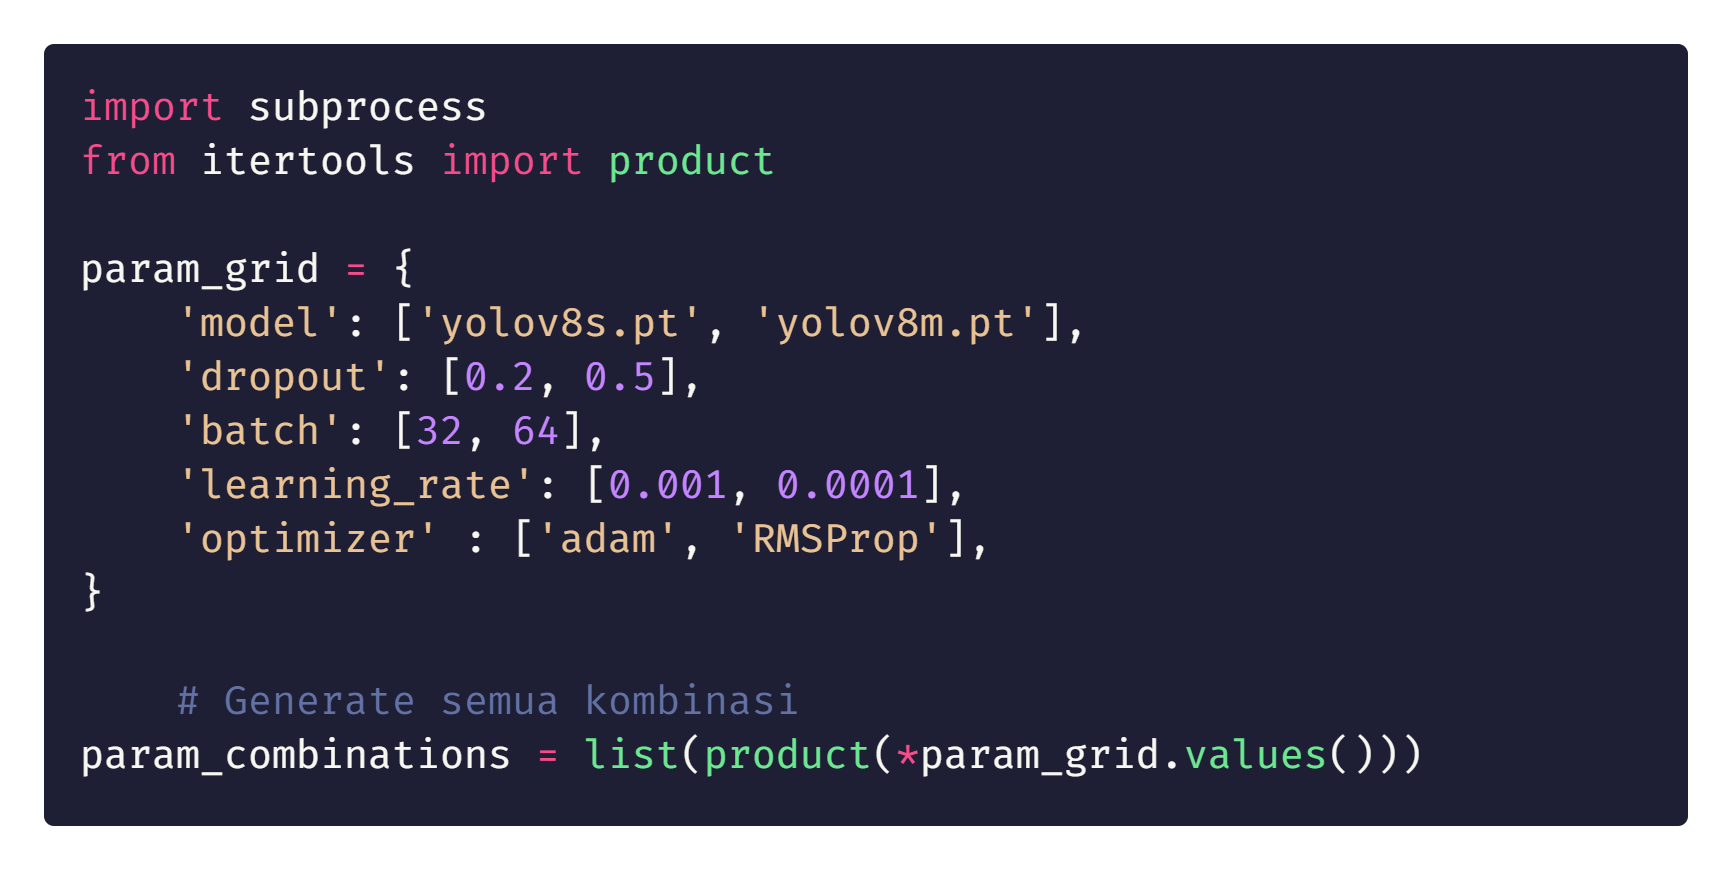 import subprocess
from itertools import product

param_grid = {
    'model': ['yolov8s.pt', 'yolov8m.pt'],
    'dropout': [0.2, 0.5],
    'batch': [32, 64],
    'learning_rate': [0.001, 0.0001],
    'optimizer' : ['adam', 'RMSProp'],
}

    # Generate semua kombinasi
param_combinations = list(product(*param_grid.values()))